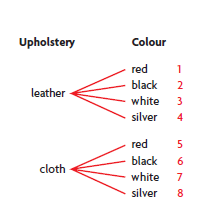 Upholstery Colour
red 1
black 2
leather
white 3
silver 4
red 5
black 6
cloth
white 7
silver 8